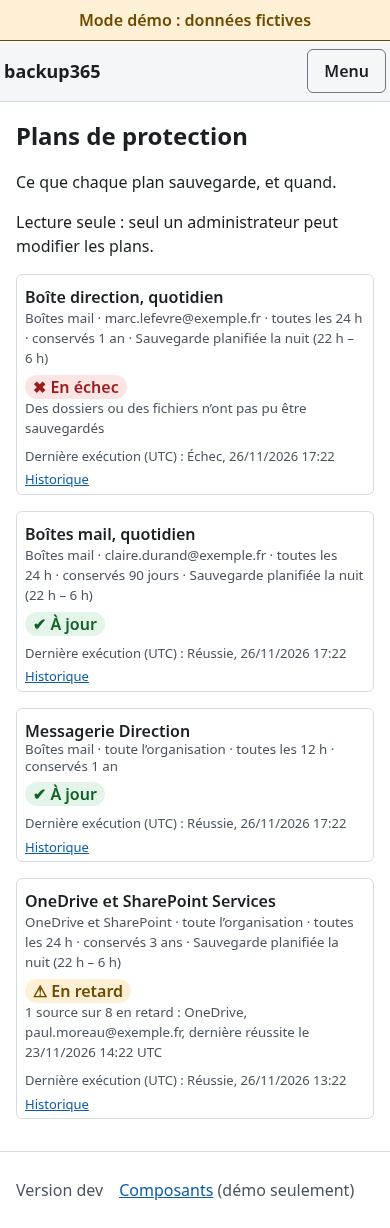 Mode démo : données fictives
backup365
Menu
Plans de protection
Ce que chaque plan sauvegarde, et quand.
Lecture seule : seul un administrateur peut
modifier les plans.
Boîte direction, quotidien
Boîtes mail · marc.lefevre@exemple.fr · toutes les 24 h
· conservés 1 an · Sauvegarde planifiée la nuit (22 h –
6 h)
✖ En échec
Des dossiers ou des fichiers n’ont pas pu être
sauvegardés
Dernière exécution (UTC) : Échec, 26/11/2026 17:22
Historique
Boîtes mail, quotidien
Boîtes mail · claire.durand@exemple.fr · toutes les
24 h · conservés 90 jours · Sauvegarde planifiée la nuit
(22 h – 6 h)
✔ À jour
Dernière exécution (UTC) : Réussie, 26/11/2026 17:22
Historique
Messagerie Direction
Boîtes mail · toute l’organisation · toutes les 12 h ·
conservés 1 an
✔ À jour
Dernière exécution (UTC) : Réussie, 26/11/2026 17:22
Historique
OneDrive et SharePoint Services
OneDrive et SharePoint · toute l’organisation · toutes
les 24 h · conservés 3 ans · Sauvegarde planifiée la
nuit (22 h – 6 h)
⚠ En retard
1 source sur 8 en retard : OneDrive,
paul.moreau@exemple.fr, dernière réussite le
23/11/2026 14:22 UTC
Dernière exécution (UTC) : Réussie, 26/11/2026 13:22
Historique
Version dev Composants (démo seulement)